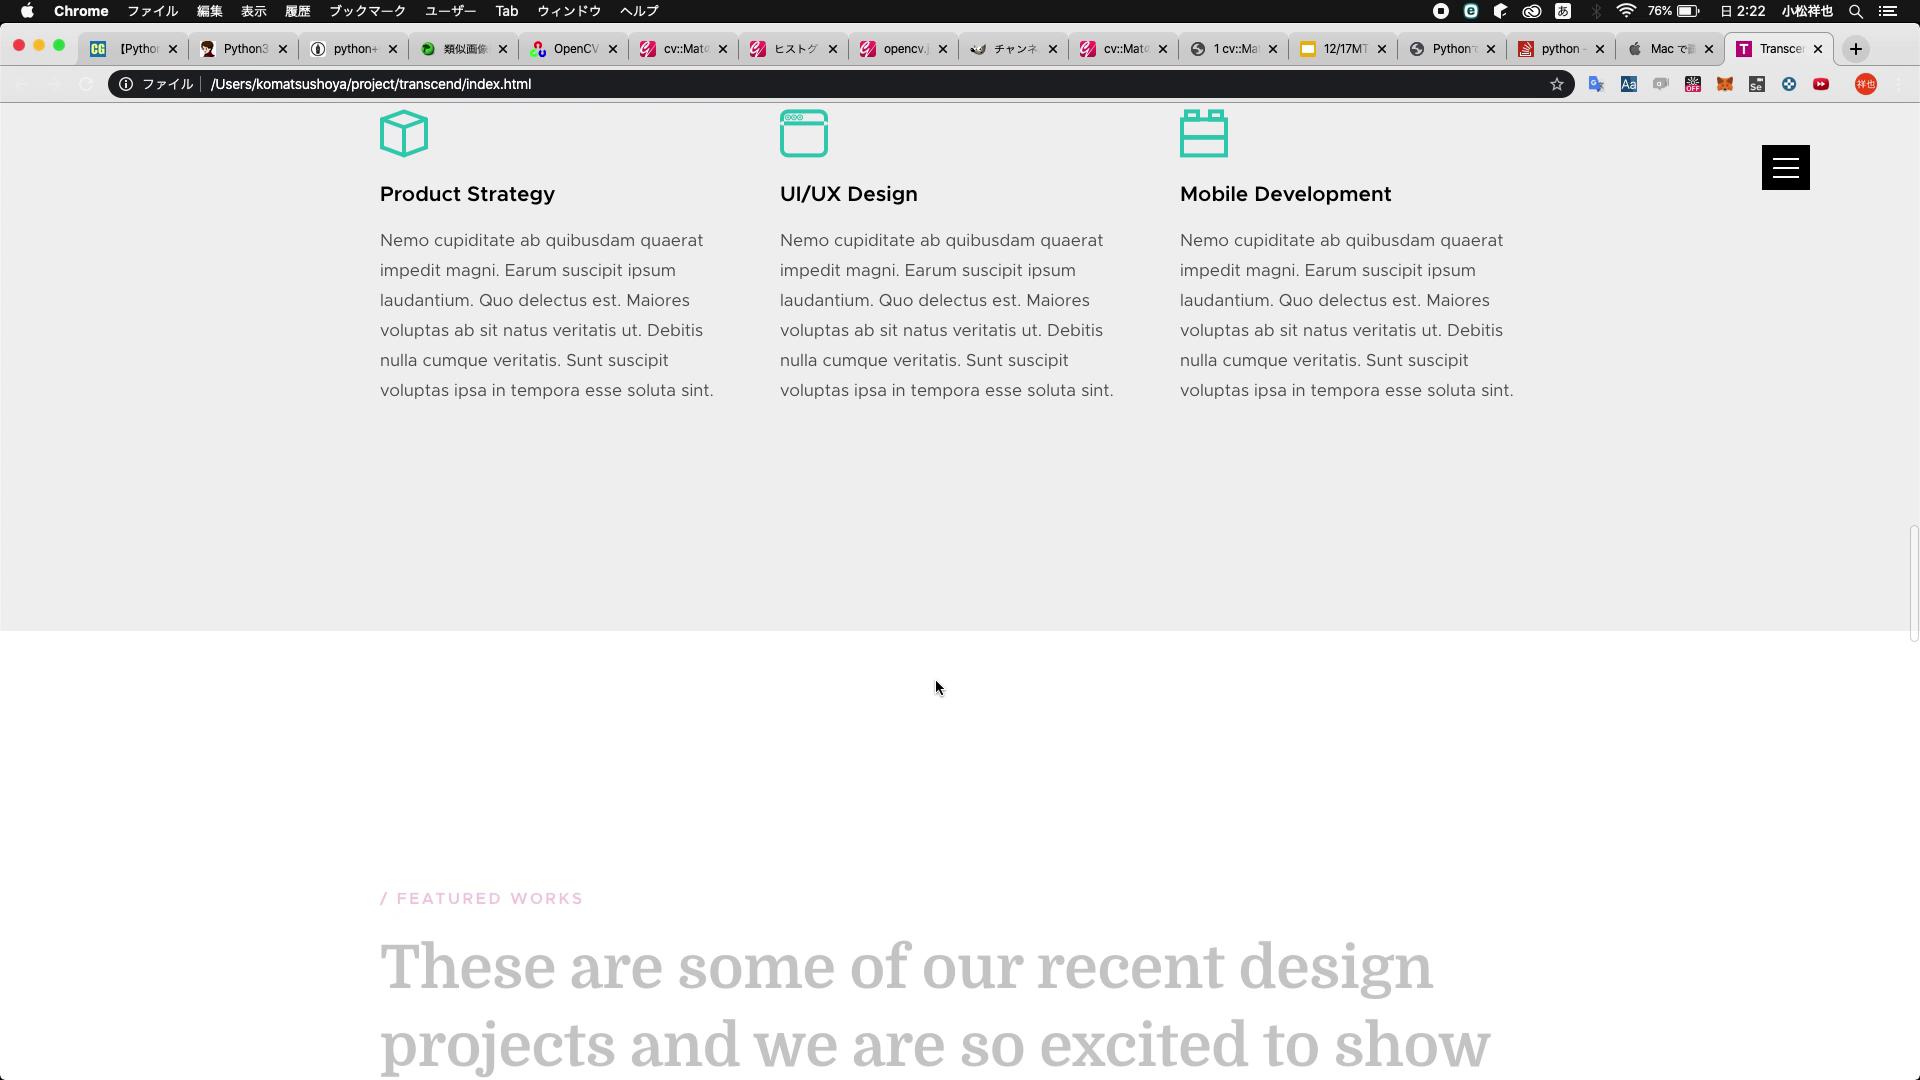 Chrome ファイル 編集 表示 履歴 ブックマーク ユーザー Tab ウィンドウ ヘルプ あ 76% 日 2:22 小松祥也
CG 【Pytho Python3 python+ 類似画像 OpenCV cv::Mat ヒストグ opencv.j チャンネ cv::Mat 1 cv::Ma 12/17MT Python python - Mac で Transcen
ファイル /Users/komatsushoya/project/transcend/index.html Aa OFF Se 祥也
Product Strategy
Nemo cupiditate ab quibusdam quaerat
impedit magni. Earum suscipit ipsum
laudantium. Quo delectus est. Maiores
voluptas ab sit natus veritatis ut. Debitis
nulla cumque veritatis. Sunt suscipit
voluptas ipsa in tempora esse soluta sint.
UI/UX Design
Nemo cupiditate ab quibusdam quaerat
impedit magni. Earum suscipit ipsum
laudantium. Quo delectus est. Maiores
voluptas ab sit natus veritatis ut. Debitis
nulla cumque veritatis. Sunt suscipit
voluptas ipsa in tempora esse soluta sint.
Mobile Development
Nemo cupiditate ab quibusdam quaerat
impedit magni. Earum suscipit ipsum
laudantium. Quo delectus est. Maiores
voluptas ab sit natus veritatis ut. Debitis
nulla cumque veritatis. Sunt suscipit
voluptas ipsa in tempora esse soluta sint.
/ FEATURED WORKS
These are some of our recent design
projects and we are so excited to show